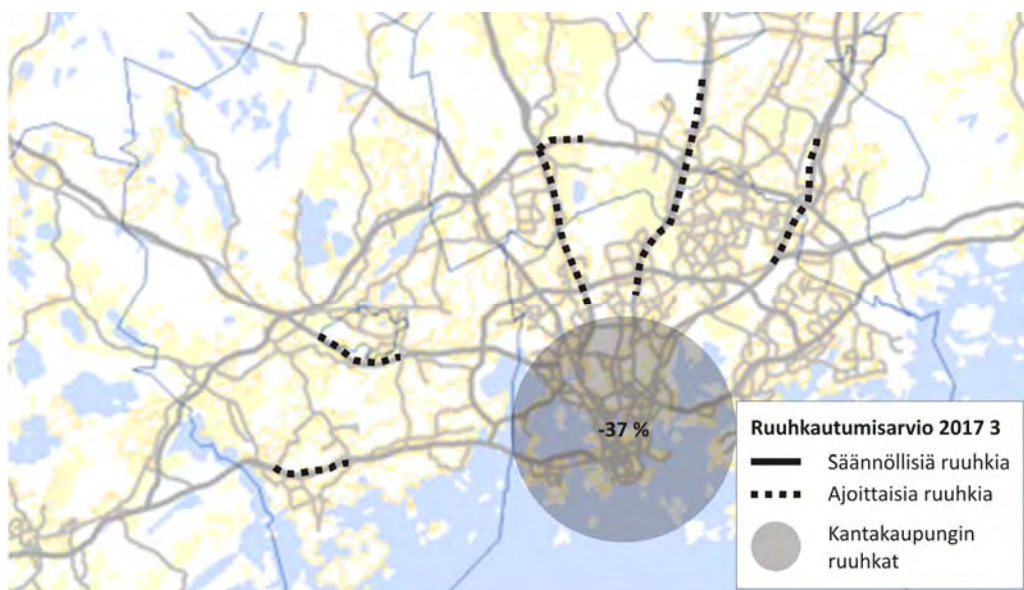 -37 %
Ruuhkautumisarvio 2017 3
Säännöllisiä ruuhkia
Ajoittaisia ruuhkia
Kantakaupungin
ruuhkat